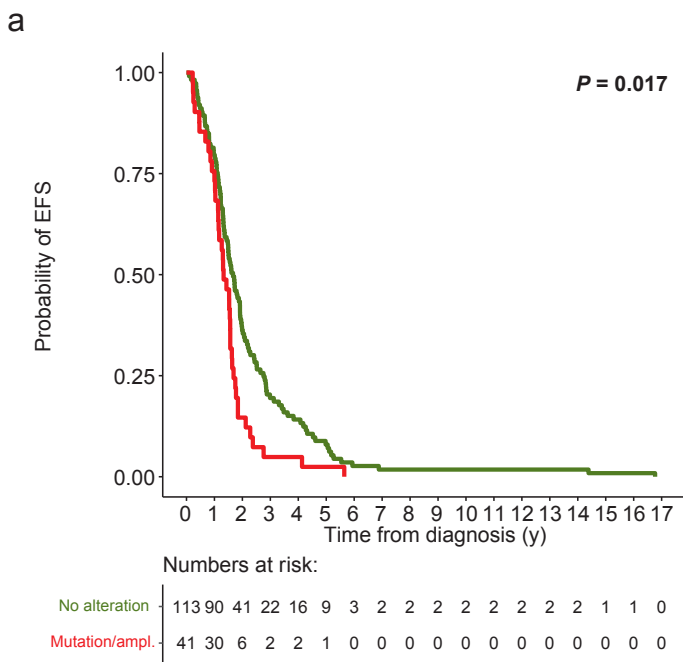 a
1.00
P = 0.017
0.75
0.50
0.25
0.00
Probability of EFS
0 1 2 3 4 5 6 7 8 9 10 11 12 13 14 15 16 17
Time from diagnosis (y)
Numbers at risk:
No alteration 113 90 41 22 16 9 3 2 2 2 2 2 2 2 2 1 1 0
Mutation/ampl. 41 30 6 2 2 1 0 0 0 0 0 0 0 0 0 0 0 0